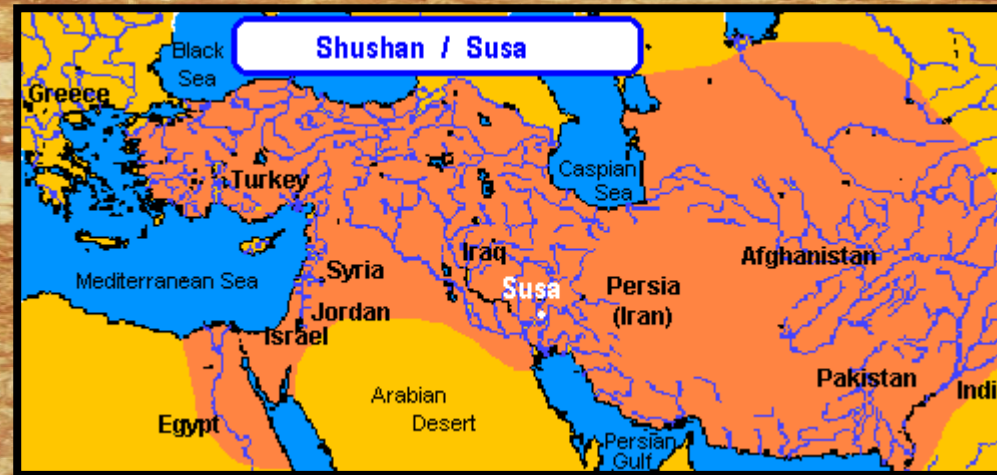 Shushan / Susa
Black
Sea
Greece
Caspian
Sea
Turkey
Afghanistan
Iraq
Syria
Mediterranean Sea
Susa
Persia
(Iran)
Jordan
Israel
Pakistan
Indi
Arabian
Desert
Egypt
Persian
Gulf